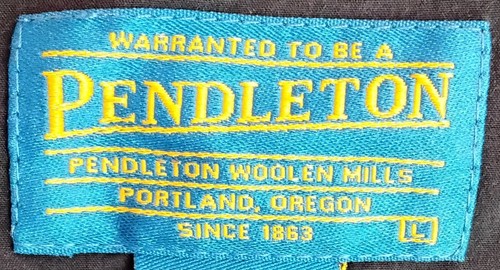 WARRANTED TO BE A
PENDLETON
PENDLETON WOOLEN MILLS
PORTLAND, OREGON
SINCE 1863 L